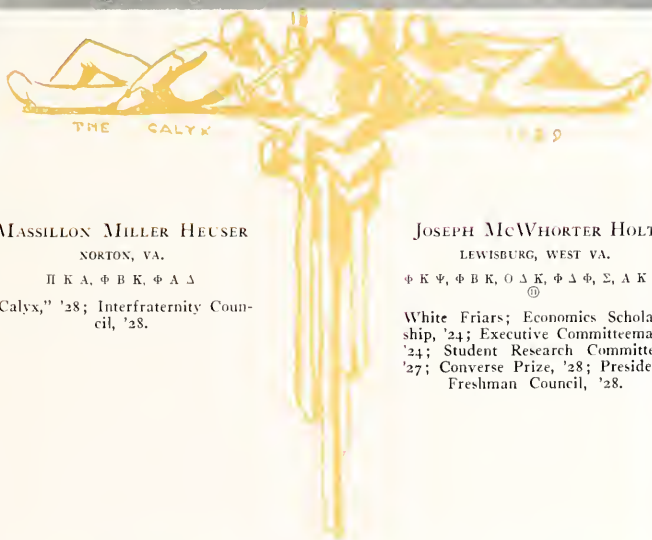 THE CALYX
1929
MASSILLON MILLER HEUSER
NORTON, VA.
Π Κ Α, Φ Β Κ, Φ Α Δ
Calyx," '28; Interfraternity Coun-
cil, '28.
JOSEPH MCWHORTER HOLT
LEWISBURG, WEST VA.
Φ Κ Ψ, Φ Β Κ, Ο Δ Κ, Φ Δ Φ, Σ, Α Κ
White Friars; Economics Schola
ship, '24; Executive Committeema
'24; Student Research Committe
'27; Converse Prize, '28; Preside
Freshman Council, '28.